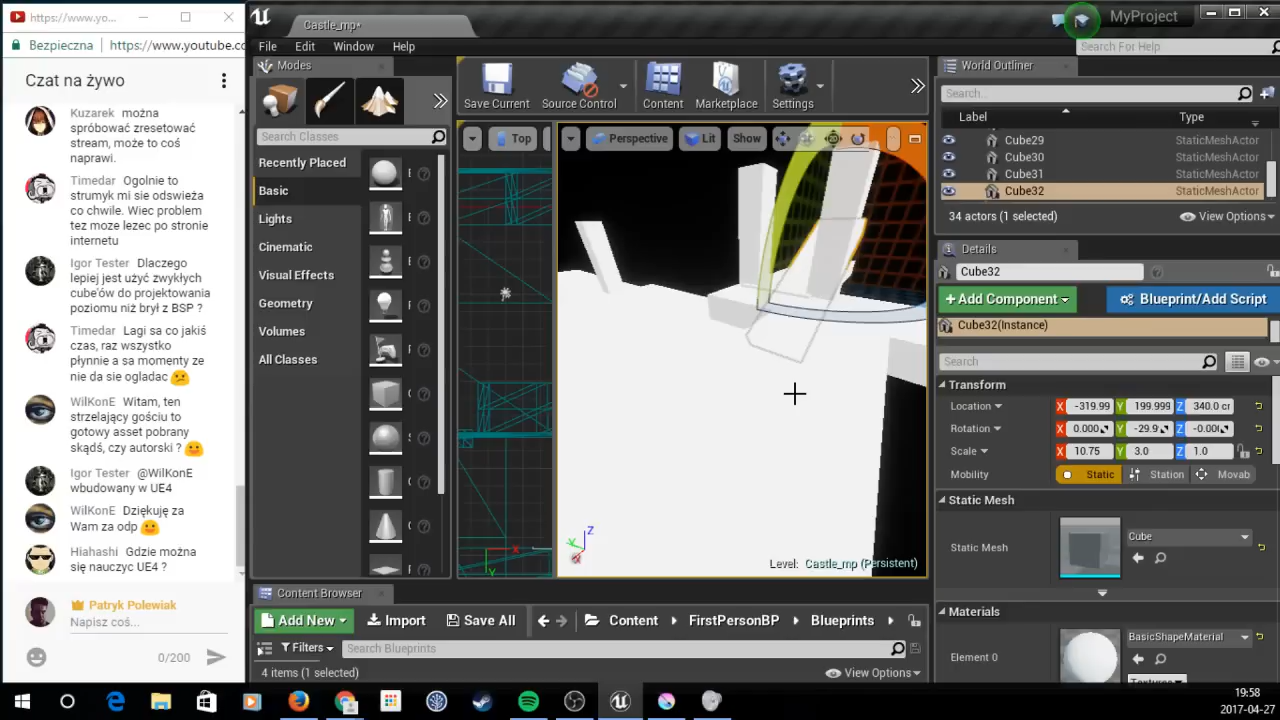 https://www.yo...
Bezpieczna
https://www.youtube.cc
Czat na żywo
Kuzarek można
spróbować zresetować
stream, może to coś
naprawi.
Timedar Ogolnie to
strumyk mi sie odswieża
co chwile. Wiec problem
tez moze lezec po stronie
internetu
Igor Tester Dlaczego
lepiej jest użyć zwykłych
cube'ów do projektowania
poziomu niż brył z BSP ?
Timedar Lagi sa co jakiś
czas, raz wszystko
płynnie a sa momenty ze
nie da sie ogladac
WilKonE Witam, ten
strzelający gościu to
gotowy asset pobrany
skądś, czy autorski ?
Igor Tester @WilKonE
wbudowany w UE4
WilKonE Dziękuję za
Wam za odp
Hiahashi Gdzie można
się nauczyc UE4 ?
Patryk Polewiak
Napisz coś...
0/200
Castle_mp*
MyProject
File Edit Window Help
Search For Help
Modes
Search Classes
Recently Placed
Basic
Lights
Cinematic
Visual Effects
Geometry
Volumes
All Classes
Save Current
Source Control
Content
Marketplace
Settings
Top
Perspective
Lit
Show
Z
X
Y
X
Y
Level: Castle_mp (Persistent)
World Outliner
Search...
Label Type
Cube29 StaticMeshActor
Cube30 StaticMeshActor
Cube31 StaticMeshActor
Cube32 StaticMeshActor
34 actors (1 selected) View Options
Details
Cube32
+ Add Component
Blueprint/Add Script
Cube32(Instance)
Search
Transform
Location X -319.99 Y 199.999 Z 340.0 cr
Rotation X 0.000 Y -29.9 Z -0.00
Scale X 10.75 Y 3.0 Z 1.0
Mobility Static Station Movab
Static Mesh
Static Mesh Cube
Materials
Element 0 BasicShapeMaterial
Textures
Content Browser
Add New Import Save All Content FirstPersonBP Blueprints
Filters Search Blueprints
4 items (1 selected) View Options
19:58
2017-04-27